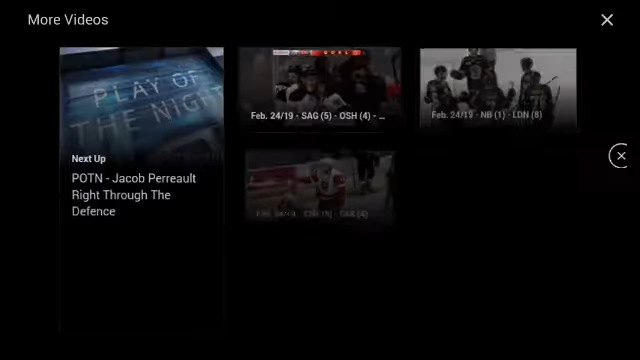 More Videos
PLAY OF
THE NIGHT
GOAL
Feb. 24/19 - SAG (5) - OSH (4) - ...
Feb. 24/19 - NB (1) - LDN (8)
Next Up
POTN - Jacob Perreault
Right Through The
Defence